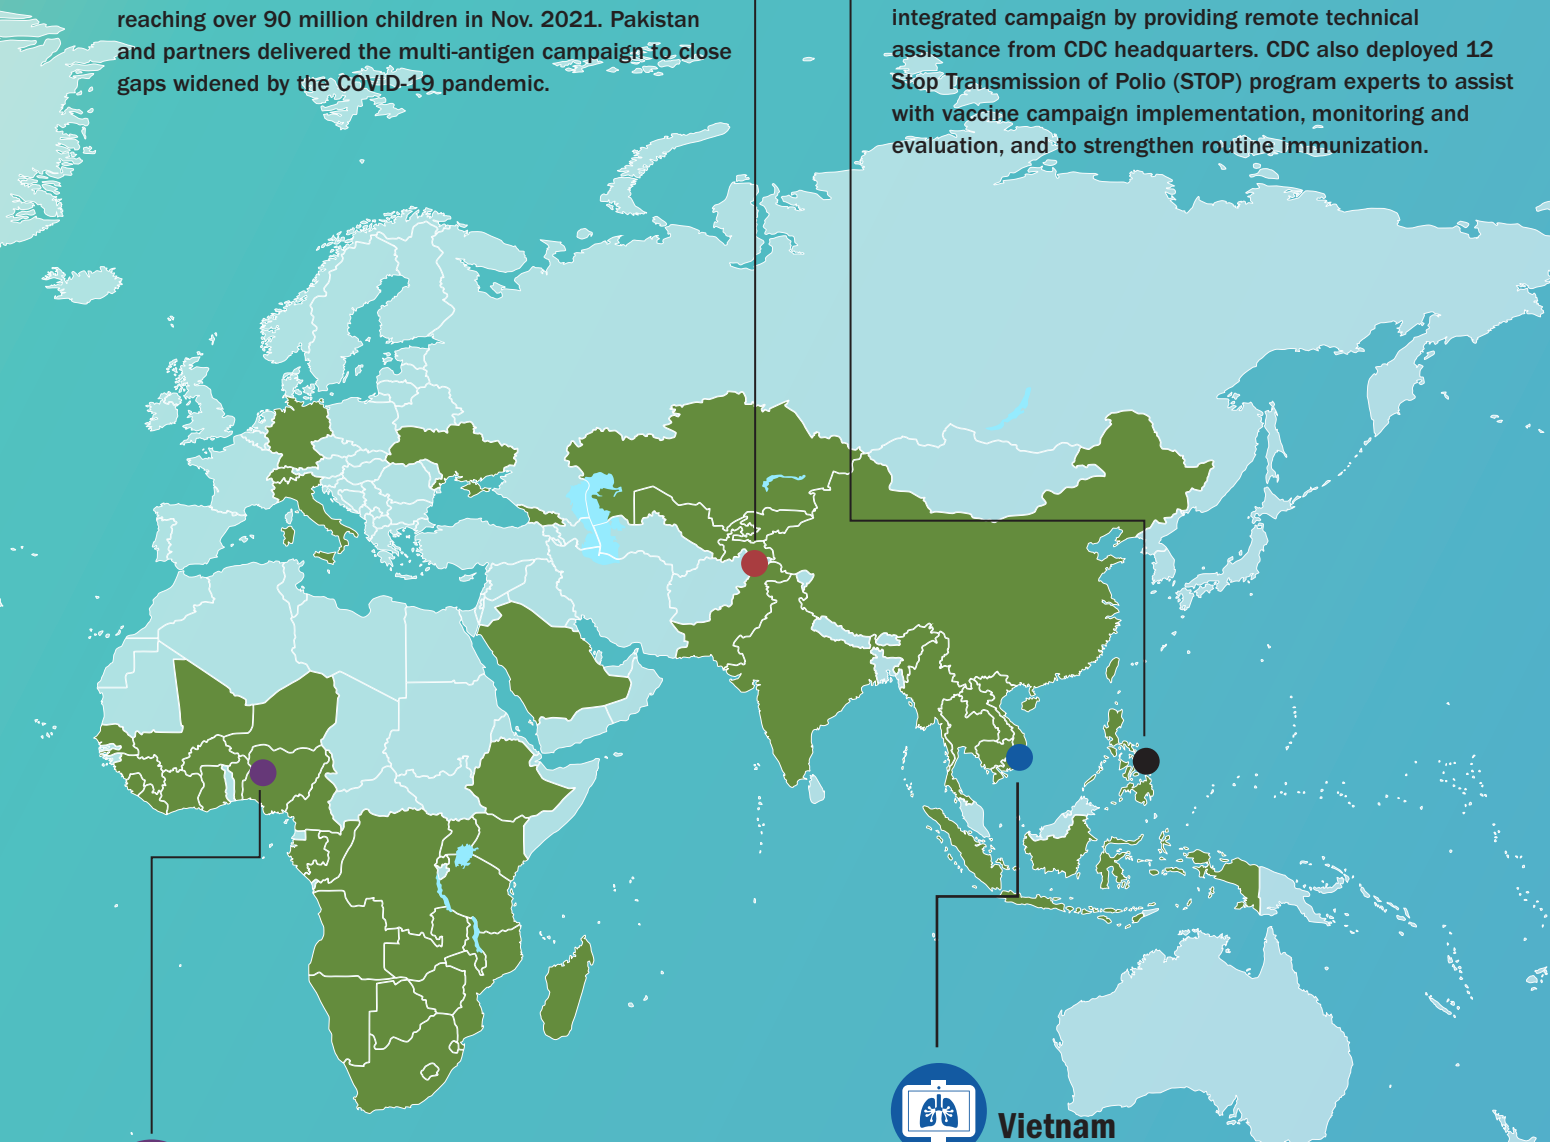 reaching over 90 million children in Nov. 2021. Pakistan
and partners delivered the multi-antigen campaign to close
gaps widened by the COVID-19 pandemic.
integrated campaign by providing remote technical
assistance from CDC headquarters. CDC also deployed 12
Stop Transmission of Polio (STOP) program experts to assist
with vaccine campaign implementation, monitoring and
evaluation, and to strengthen routine immunization.
Vietnam